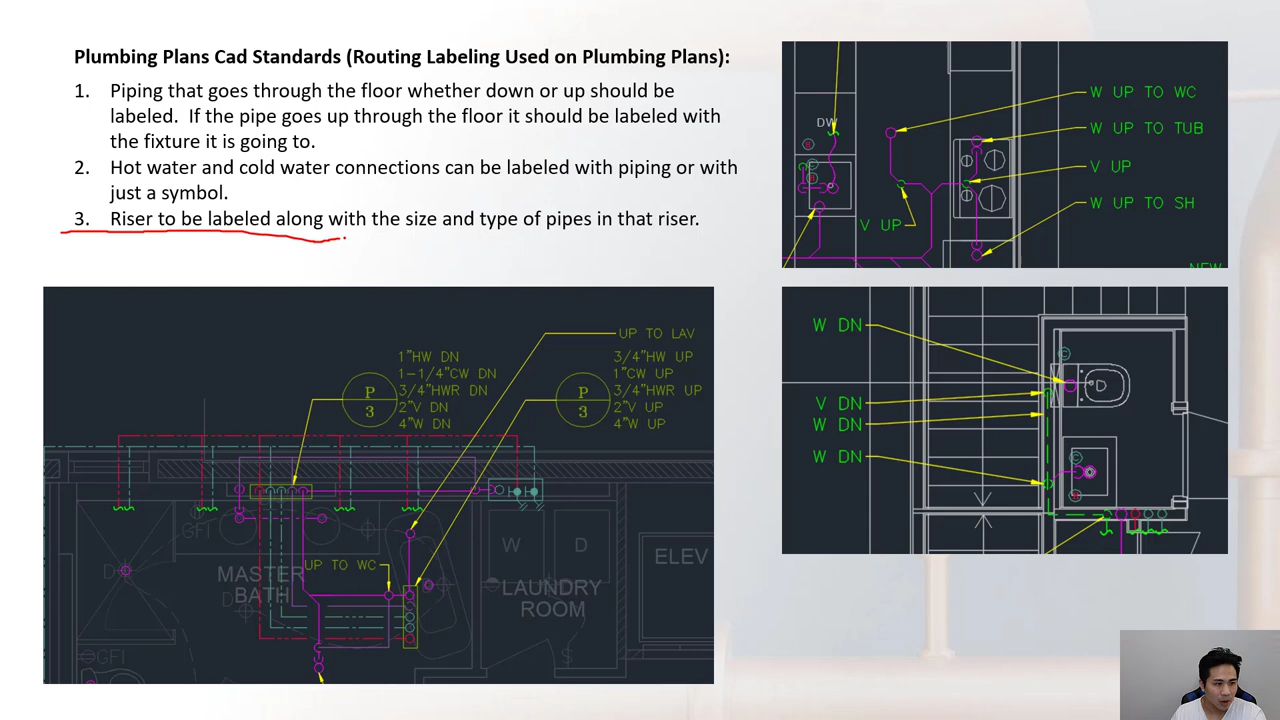 Plumbing Plans Cad Standards (Routing Labeling Used on Plumbing Plans):
1. Piping that goes through the floor whether down or up should be
labeled. If the pipe goes up through the floor it should be labeled with
the fixture it is going to.
2. Hot water and cold water connections can be labeled with piping or with
just a symbol.
3. Riser to be labeled along with the size and type of pipes in that riser.
W UP TO WC
W UP TO TUB
V UP
W UP TO SH
V UP
DW
UP TO LAV
P
3
1"HW DN
1-1/4"CW DN
3/4"HWR DN
2"V DN
4"W DN
P
3
3/4"HW UP
1"CW UP
3/4"HWR UP
2"V UP
4"W UP
GFI
GFI
UP TO WC
MASTER
BATH
D
D
W
D
LAUNDRY
ROOM
ELEV
S
GFI
W DN
V DN
W DN
W DN